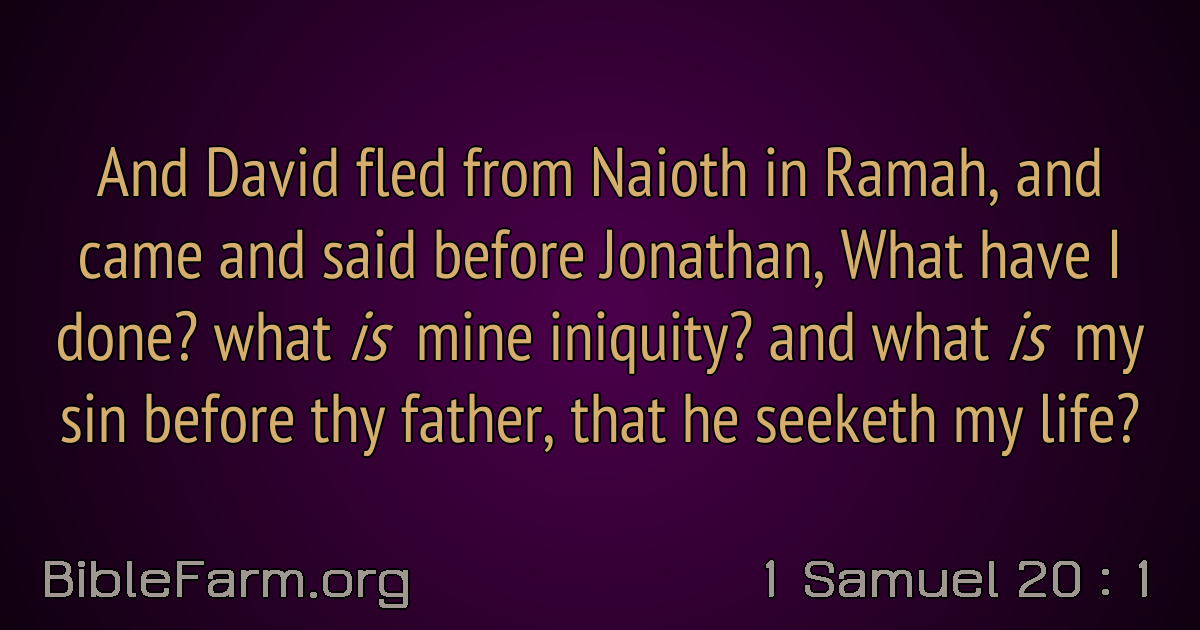 And David fled from Naioth in Ramah, and
came and said before Jonathan, What have I
done? what is mine iniquity? and what is my
sin before thy father, that he seeketh my life?
BibleFarm.org
1 Samuel 20 : 1